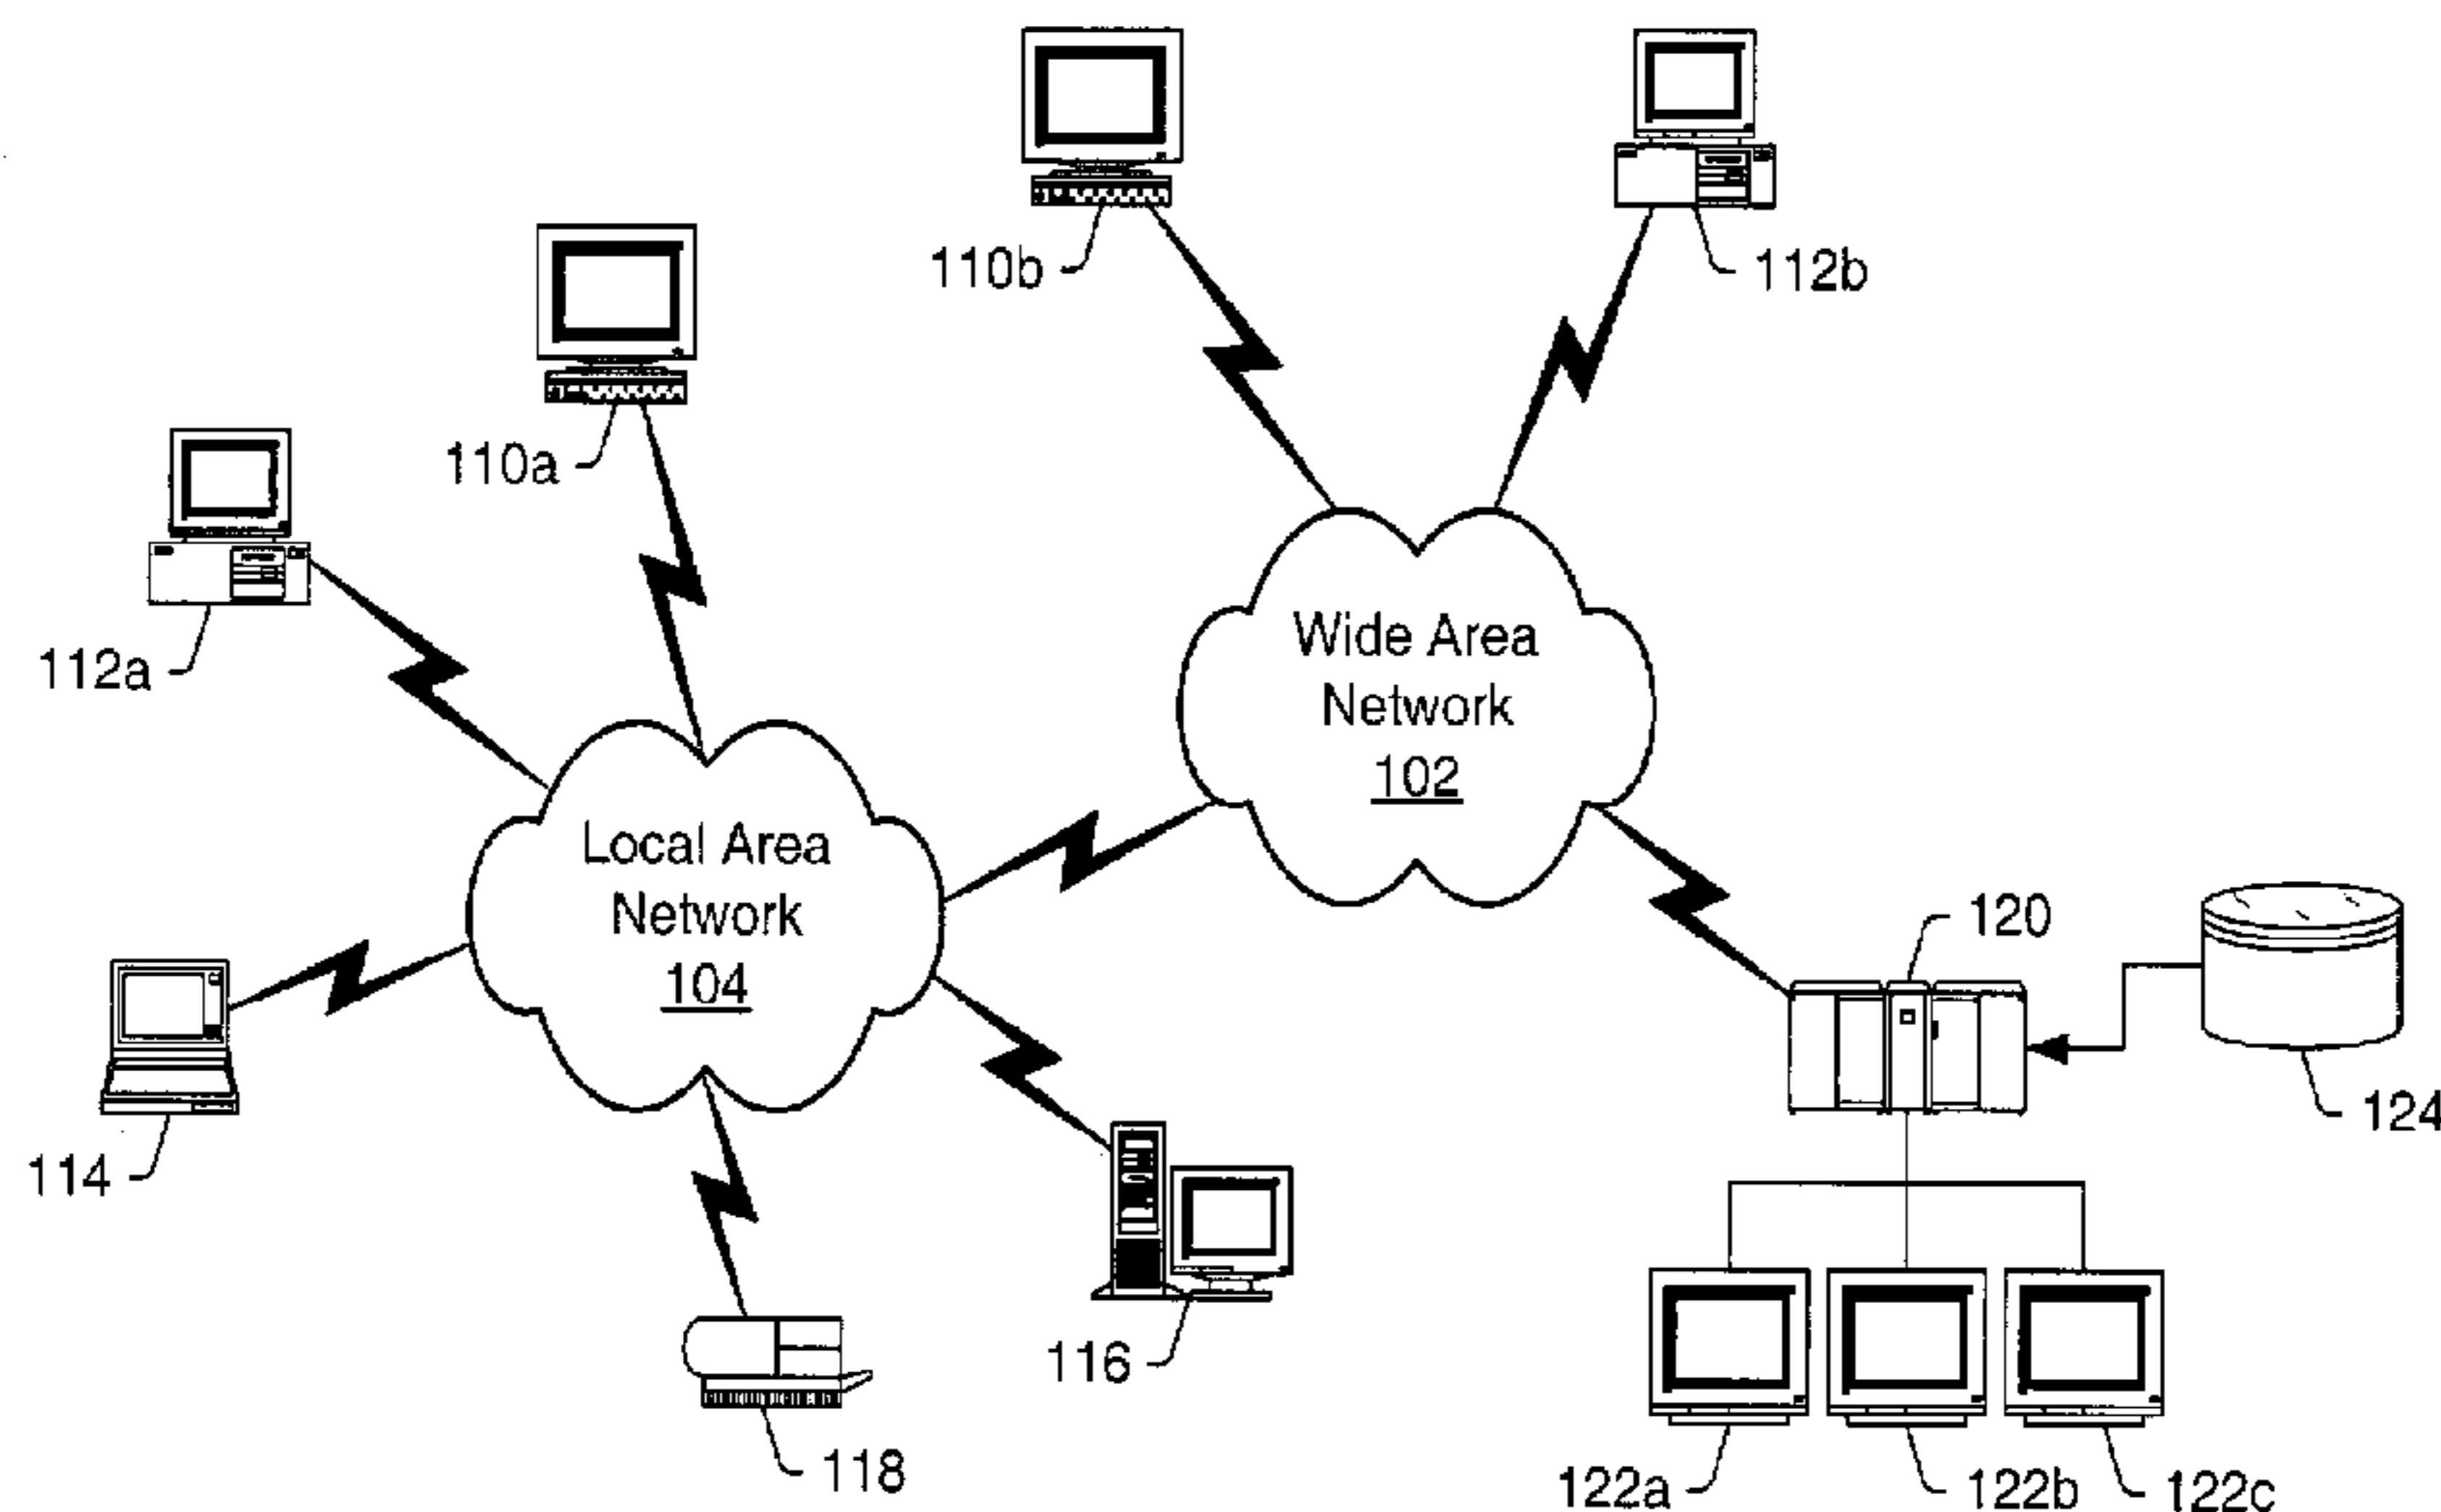 110b
112b
110a
112a
Wide Area
Network
102
Local Area
Network
104
120
124
114
116
118
122a
122b
122c